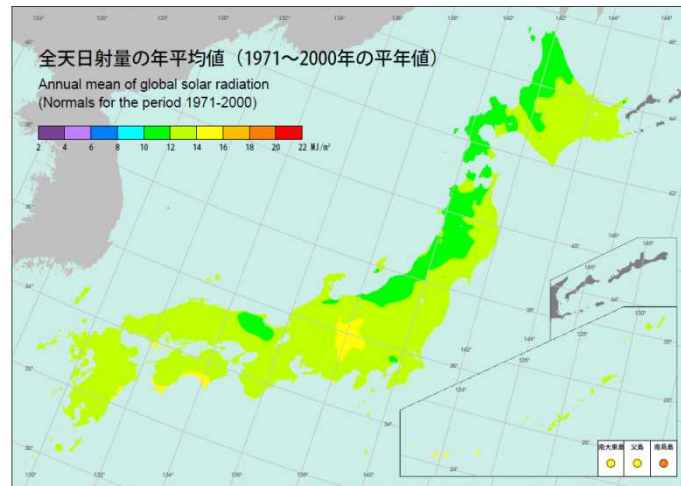 全天日射量の年平均値（1971～2000年の平年値）
Annual mean of global solar radiation
(Normals for the period 1971-2000)
2 4 6 8 10 12 14 16 18 20 22 MJ/m²
南大東島 父島 南鳥島